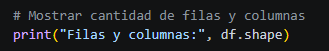 # Mostrar cantidad de filas y columnas
print("Filas y columnas:", df.shape)